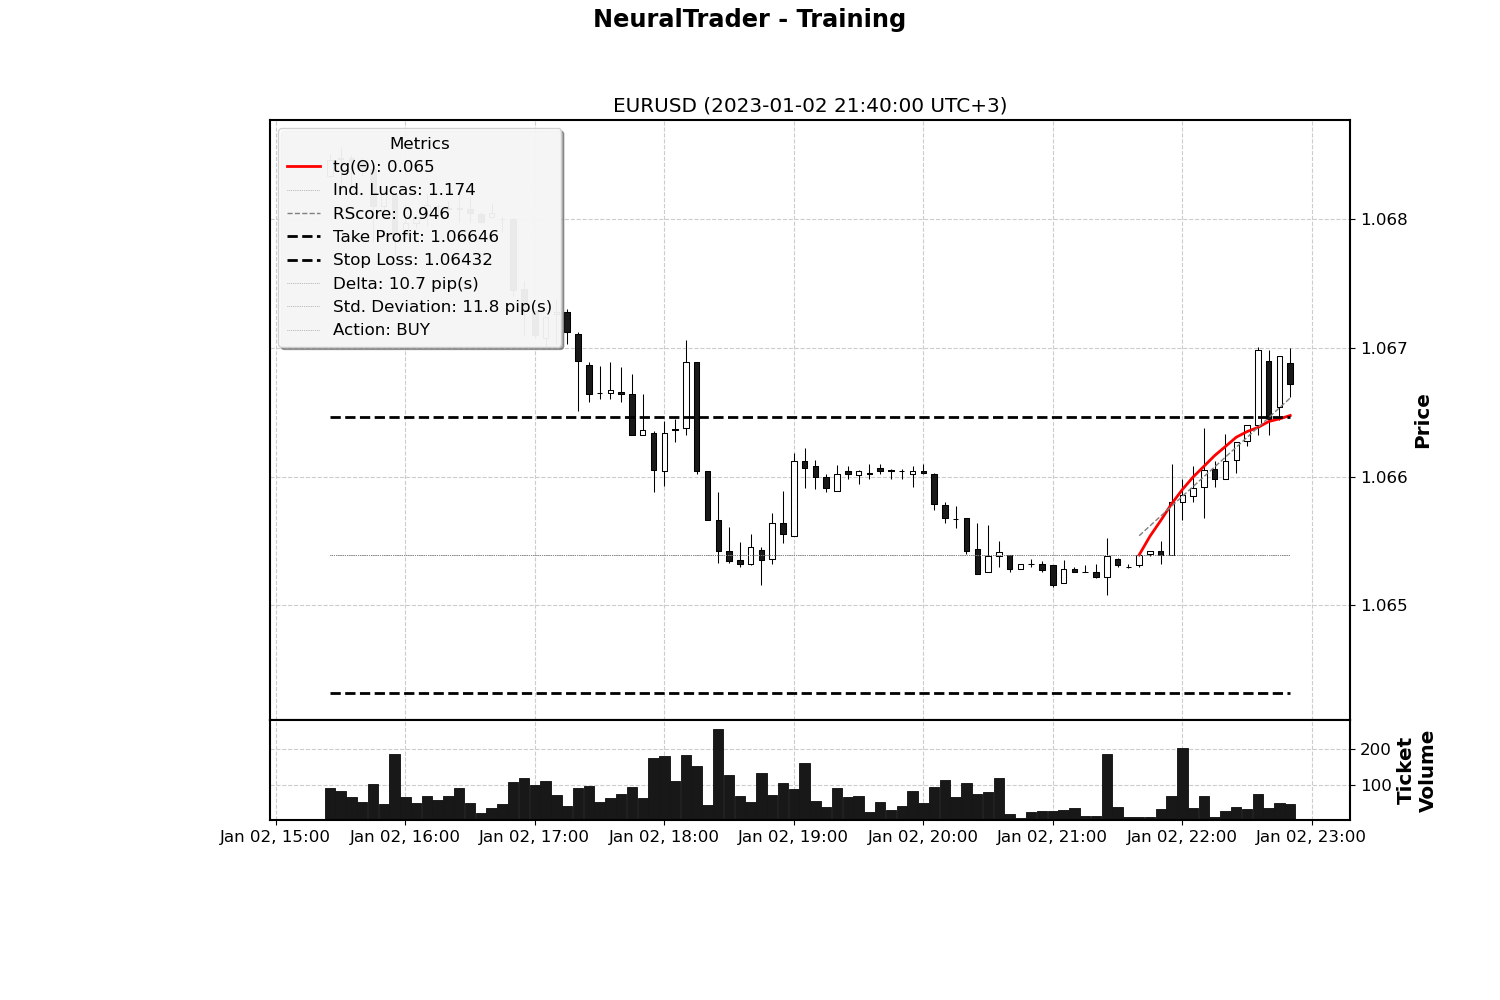 NeuralTrader - Training
EURUSD (2023-01-02 21:40:00 UTC+3)
Metrics
tg(Θ): 0.065
Ind. Lucas: 1.174
RScore: 0.946
Take Profit: 1.06646
Stop Loss: 1.06432
Delta: 10.7 pip(s)
Std. Deviation: 11.8 pip(s)
Action: BUY
1.068
1.067
1.066
1.065
Price
200
100
Ticket
Volume
Jan 02, 15:00 Jan 02, 16:00 Jan 02, 17:00 Jan 02, 18:00 Jan 02, 19:00 Jan 02, 20:00 Jan 02, 21:00 Jan 02, 22:00 Jan 02, 23:00